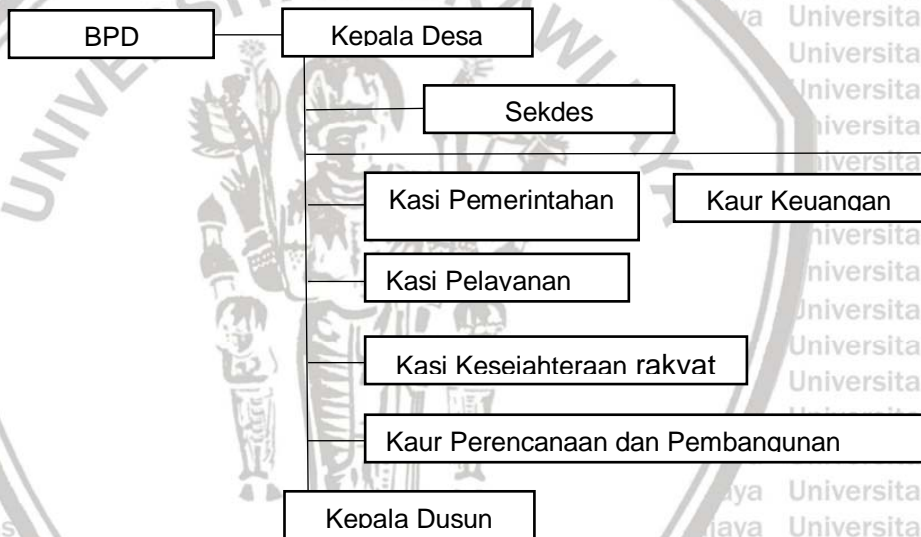 BPD
Kepala Desa
Sekdes
Kasi Pemerintahan
Kaur Keuangan
Kasi Pelayanan
Kasi Kesejahteraan rakyat
Kaur Perencanaan dan Pembangunan
Kepala Dusun